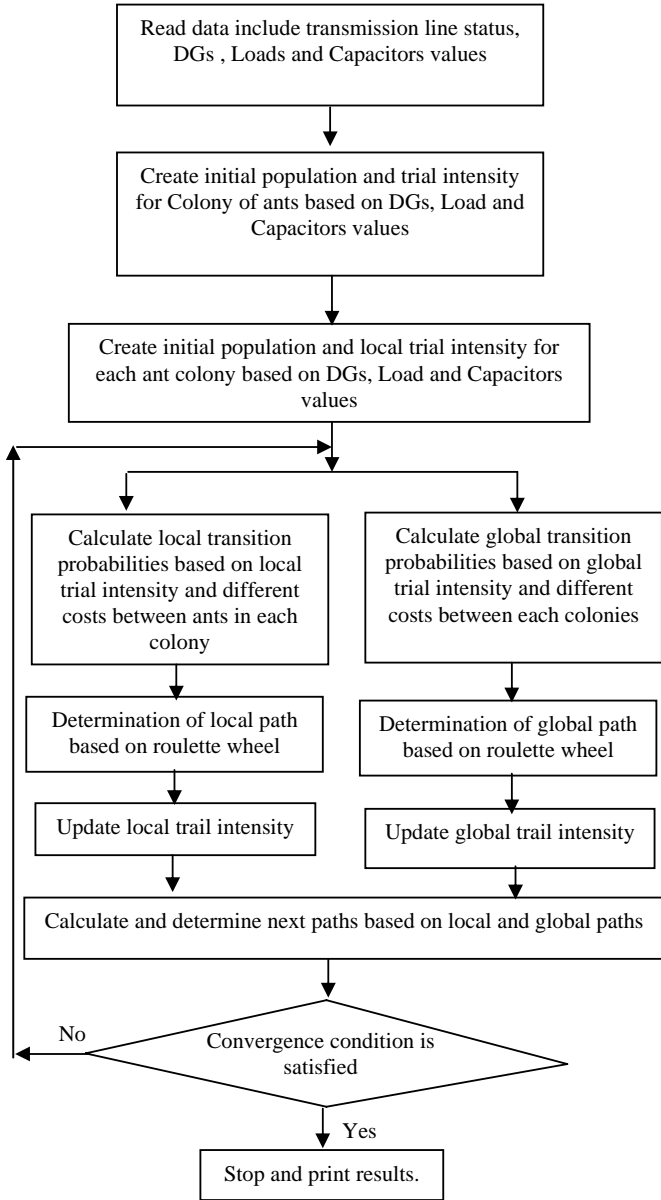 Read data include transmission line status,
DGs , Loads and Capacitors values
Create initial population and trial intensity
for Colony of ants based on DGs, Load and
Capacitors values
Create initial population and local trial intensity for
each ant colony based on DGs, Load and Capacitors
values
Calculate local transition
probabilities based on local
trial intensity and different
costs between ants in each
colony
Calculate global transition
probabilities based on global
trial intensity and different
costs between each colonies
Determination of local path
based on roulette wheel
Determination of global path
based on roulette wheel
Update local trail intensity
Update global trail intensity
Calculate and determine next paths based on local and global paths
No
Convergence condition is
satisfied
Yes
Stop and print results.